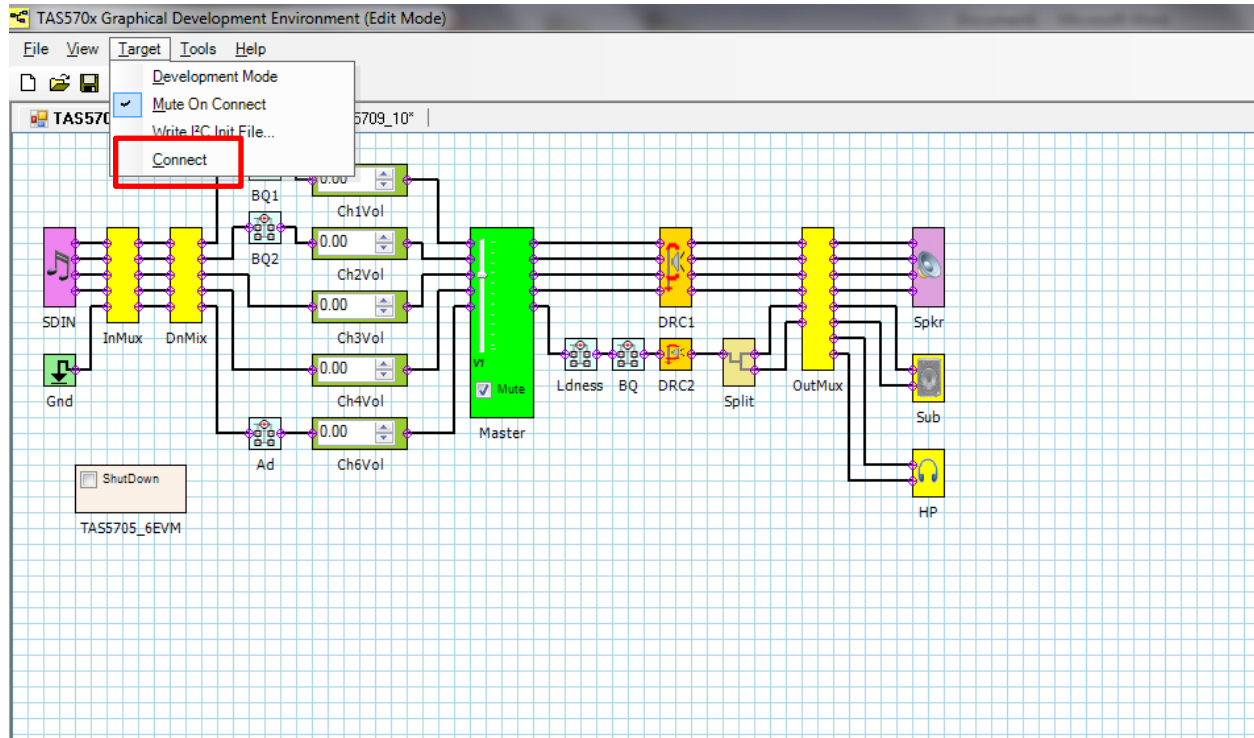 TAS570x Graphical Development Environment (Edit Mode)
File View Target Tools Help
Development Mode
Mute On Connect
TAS570 5709_10*
Write I²C Init File...
Connect
0.00
BQ1
Ch1Vol
0.00
BQ2
Ch2Vol
0.00
SDIN
DRC1
Spkr
InMux DnMix
Ch3Vol
0.00
V1
Mute
Gnd
Ch4Vol
Ldness BQ DRC2
Split
OutMux
Sub
0.00
Master
Ad
Ch6Vol
ShutDown
HP
TAS5705_6EVM